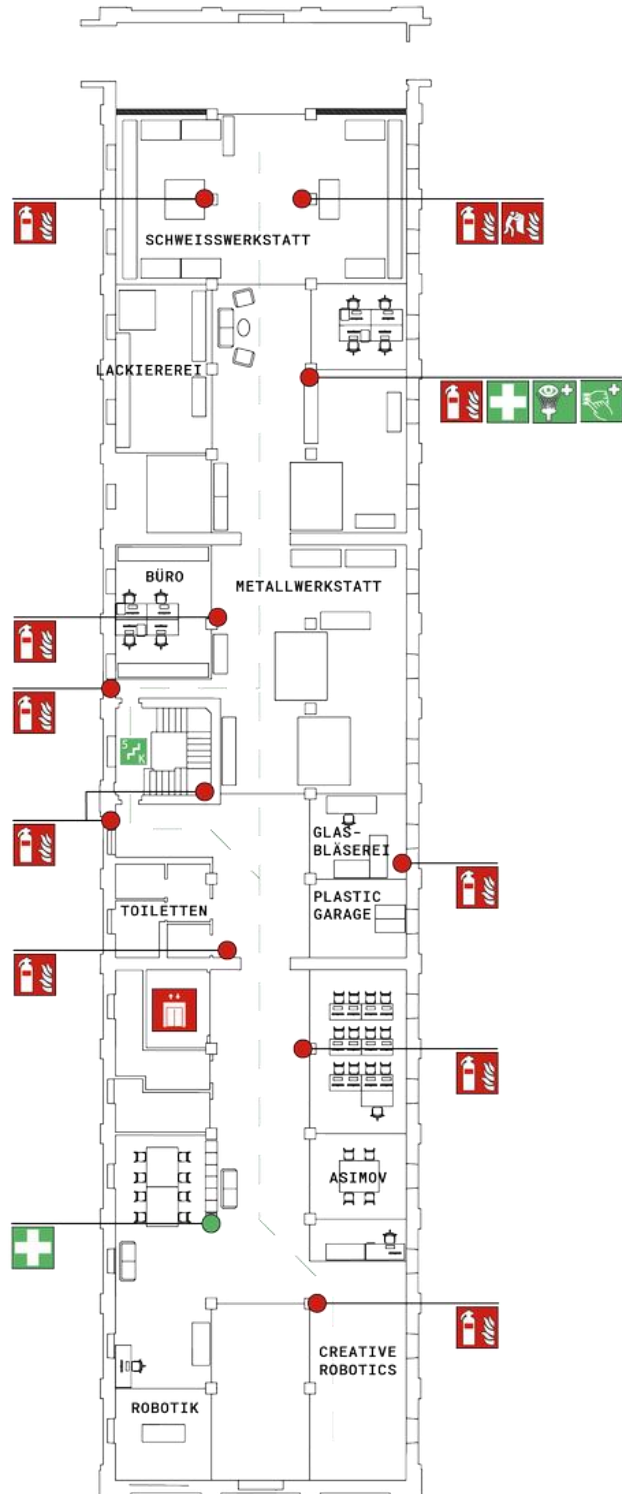 SCHWEISSWERKSTATT
LACKIEREREI
BÜRO
METALLWERKSTATT
S
K
GLAS-
BLÄSEREI
PLASTIC
GARAGE
TOILETTEN
ASIMOV
CREATIVE
ROBOTICS
ROBOTIK